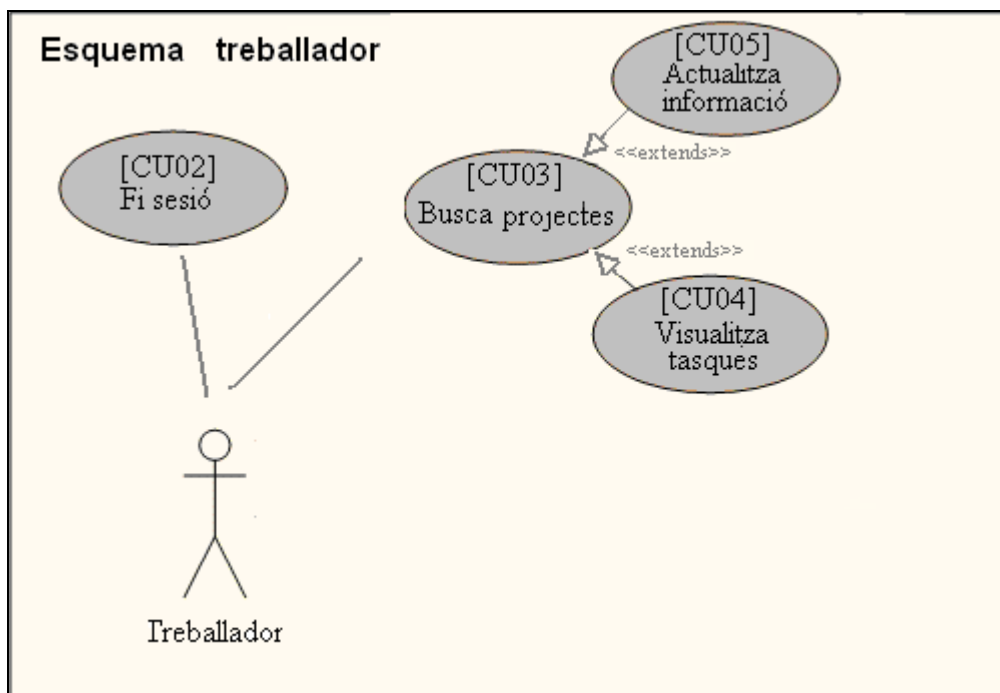 Esquema treballador
[CU05]
Actualitza
informació
<<extends>>
[CU02]
Fi sesió
[CU03]
Busca projectes
<<extends>>
[CU04]
Visualitza
tasques
Treballador